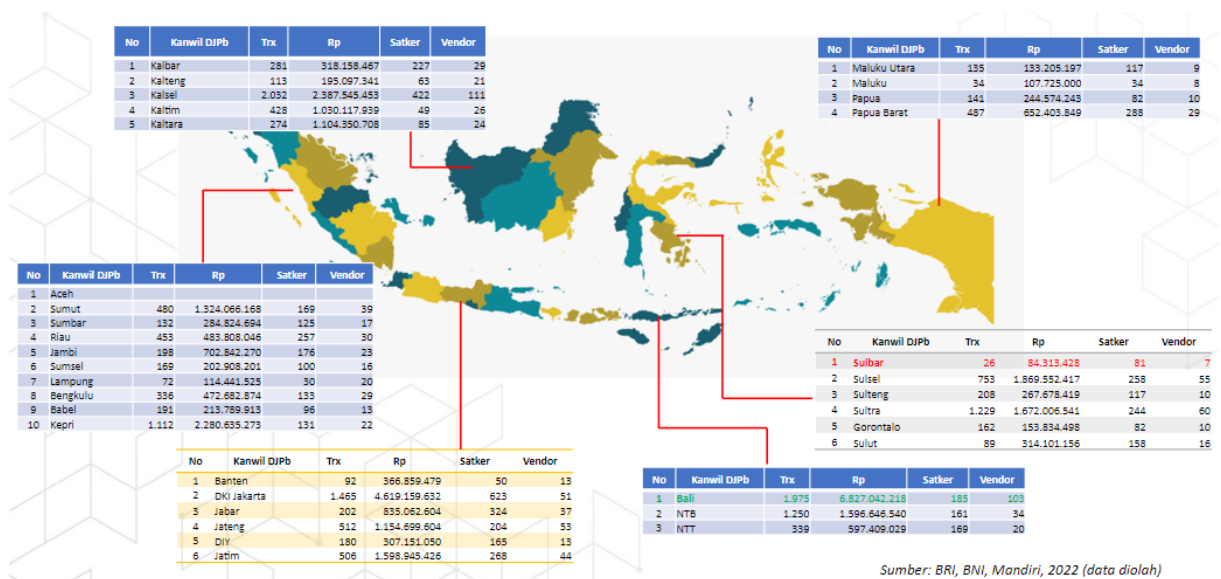 No Kanwil DJPb Trx Rp Satker Vendor
1 Kalbar 281 318.158.467 227 29
2 Kalteng 113 195.097.341 63 21
3 Kalsel 2.032 2.387.545.453 422 111
4 Kaltim 428 1.030.117.939 49 26
5 Kaltara 274 1.104.350.708 85 24
No Kanwil DJPb Trx Rp Satker Vendor
1 Maluku Utara 135 133.205.197 117 9
2 Maluku 34 107.725.000 34 8
3 Papua 141 244.574.243 82 10
4 Papua Barat 487 652.403.849 288 29
No Kanwil DJPb Trx Rp Satker Vendor
1 Aceh
2 Sumut 480 1.324.066.168 169 39
3 Sumbar 132 284.824.694 125 17
4 Riau 453 483.808.046 257 30
5 Jambi 198 702.842.270 176 23
6 Sumsel 169 202.908.201 100 16
7 Lampung 72 114.441.525 30 20
8 Bengkulu 336 472.682.874 133 29
9 Babel 191 213.789.913 96 13
10 Kepri 1.112 2.280.635.273 131 22
No Kanwil DJPb Trx Rp Satker Vendor
1 Sulbar 26 84.313.428 81 7
2 Sulsel 753 1.869.552.417 258 55
3 Sulteng 208 267.678.419 117 10
4 Sultra 1.229 1.672.006.541 244 60
5 Gorontalo 162 153.834.498 82 10
6 Sulut 89 314.101.156 158 16
No Kanwil DJPb Trx Rp Satker Vendor
1 Banten 92 366.859.479 50 13
2 DKI Jakarta 1.465 4.619.159.632 623 51
3 Jabar 202 835.062.604 324 37
4 Jateng 512 1.154.699.604 204 53
5 DIY 180 307.151.050 165 13
6 Jatim 506 1.598.945.426 268 44
No Kanwil DJPb Trx Rp Satker Vendor
1 Bali 1.975 6.827.042.218 185 103
2 NTB 1.250 1.596.646.540 161 34
3 NTT 339 597.409.029 169 20
Sumber: BRI, BNI, Mandiri, 2022 (data diolah)